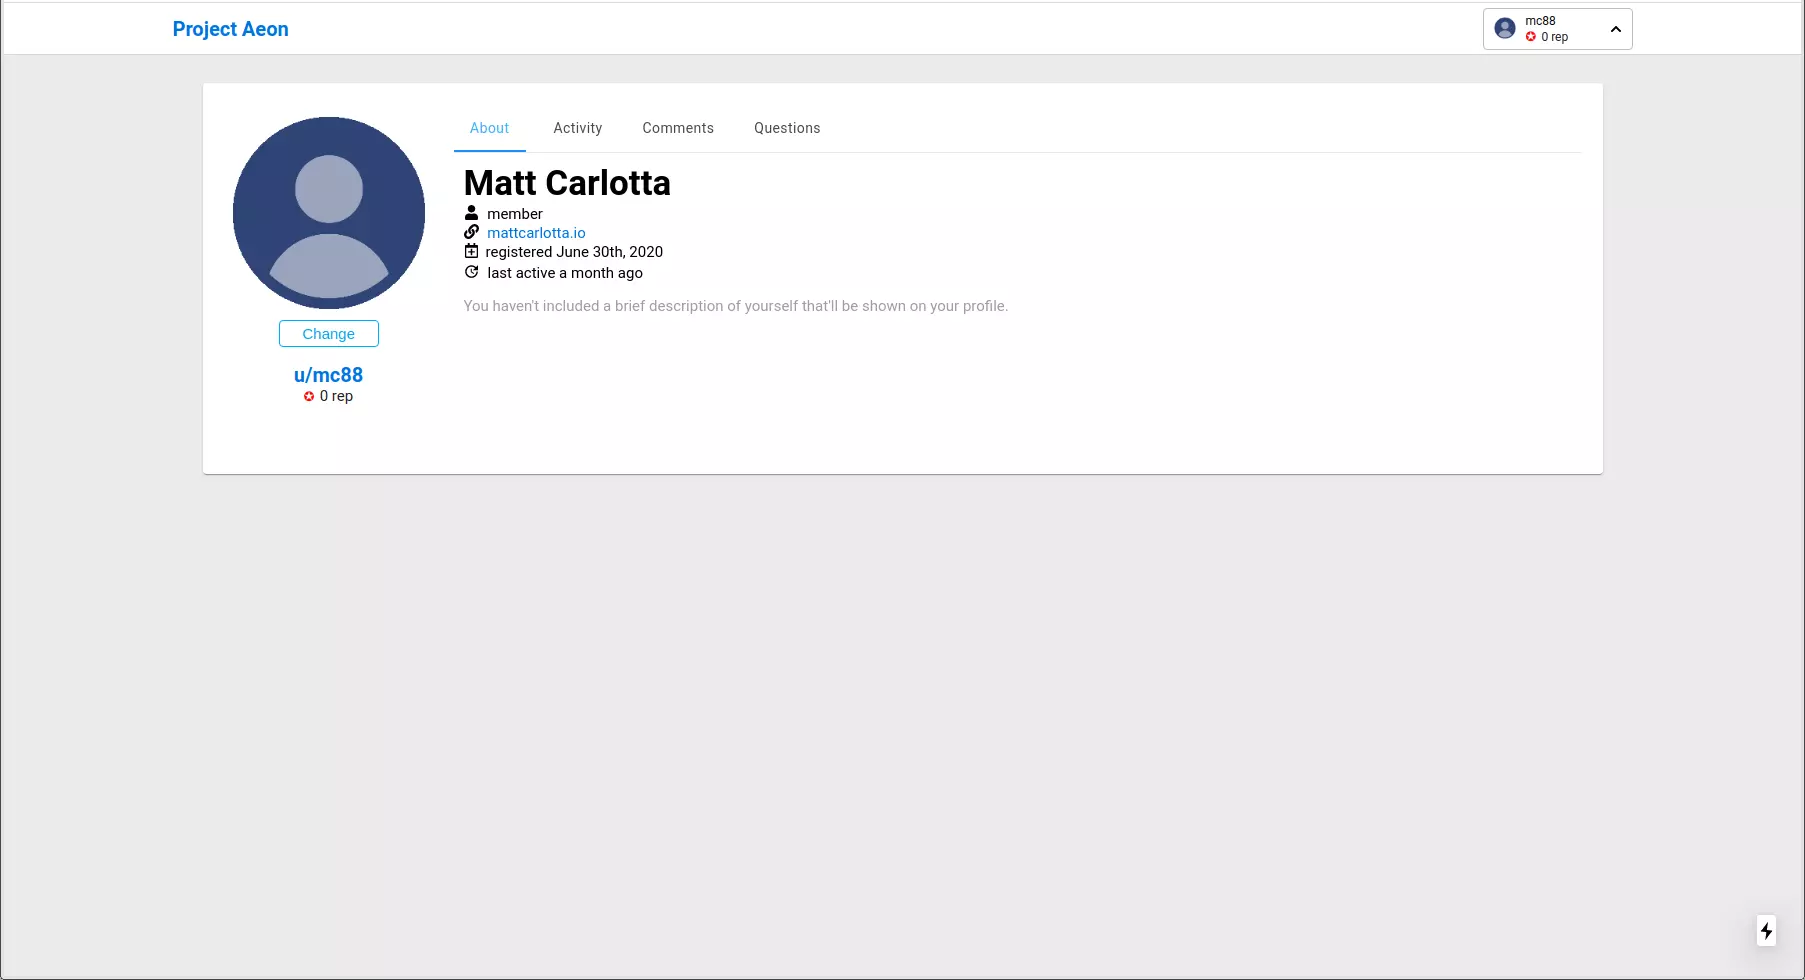 Project Aeon
mc88
0 rep
About Activity Comments Questions
Matt Carlotta
member
mattcarlotta.io
registered June 30th, 2020
last active a month ago
You haven't included a brief description of yourself that'll be shown on your profile.
Change
u/mc88
0 rep